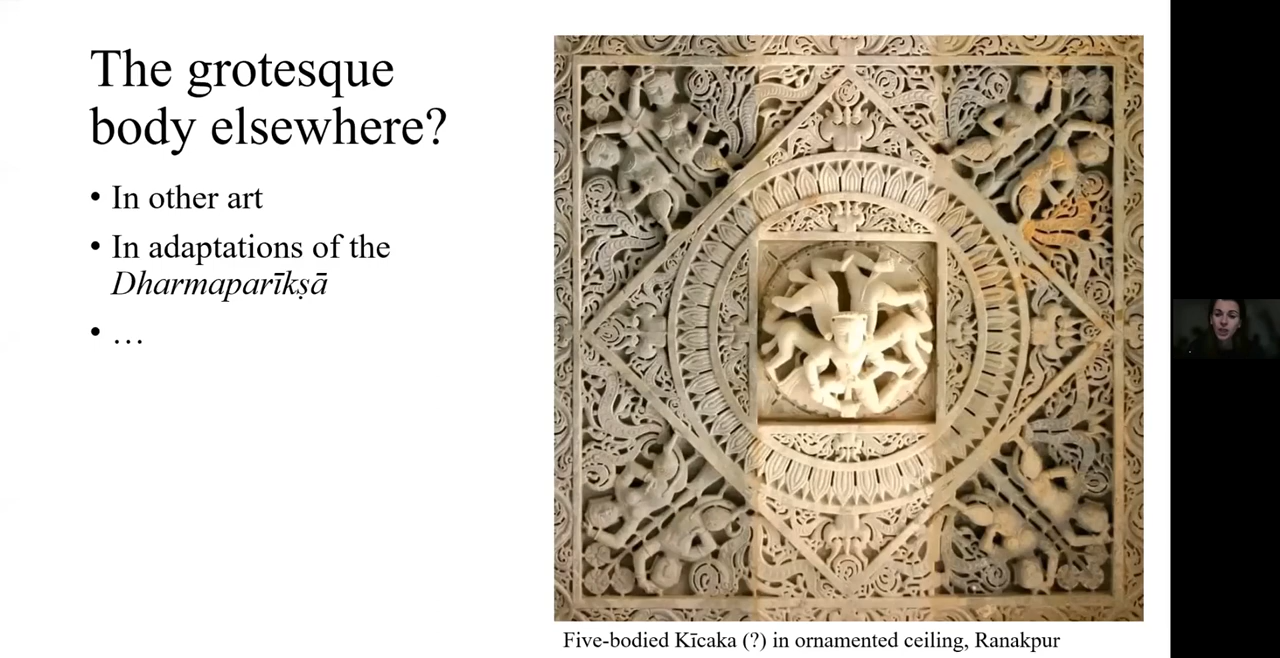 The grotesque
body elsewhere?
• In other art
• In adaptations of the
Dharmaparīkṣā
• …
Five-bodied Kīcaka (?) in ornamented ceiling, Ranakpur